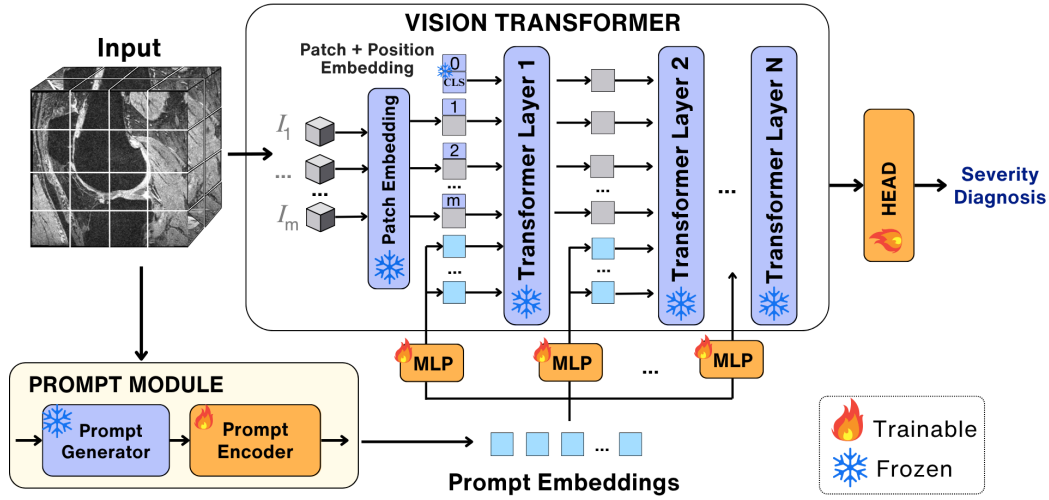 VISION TRANSFORMER
Input
Patch + Position
Embedding
0
CLS
1
2
...
m
...
I1
...
...
Im
Patch Embedding
Transformer Layer 1
...
...
Transformer Layer 2
...
Transformer Layer N
HEAD
Severity
Diagnosis
MLP
MLP
...
MLP
PROMPT MODULE
Prompt
Generator
Prompt
Encoder
...
Prompt Embeddings
Trainable
Frozen